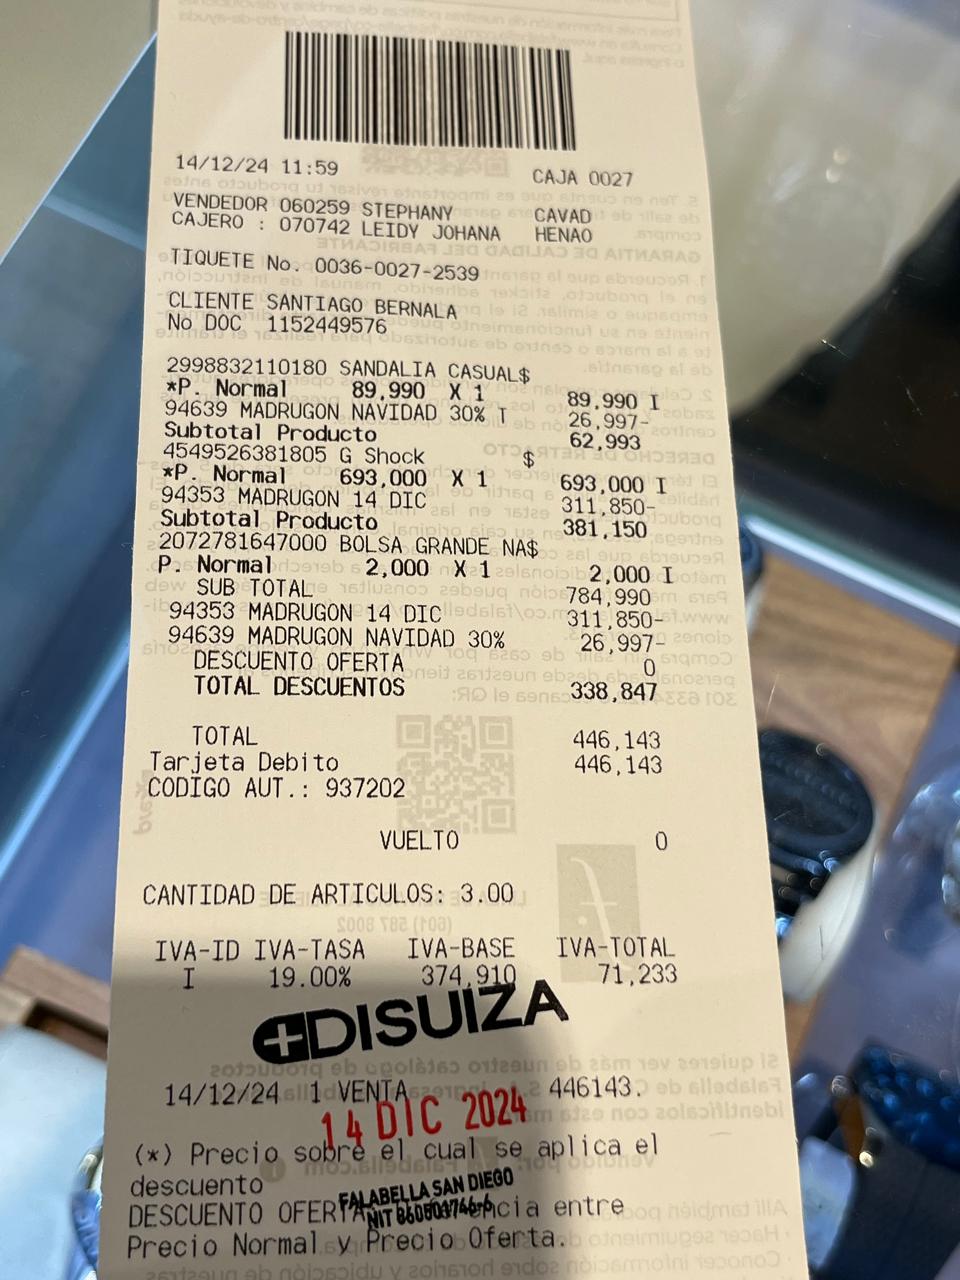 14/12/24 11:59 CAJA 0027
VENDEDOR 060259 STEPHANY CAVAD
CAJERO : 070742 LEIDY JOHANA HENAO
TIQUETE No. 0036-0027-2539
CLIENTE SANTIAGO BERNALA
No DOC 1152449576
2998832110180 SANDALIA CASUAL$
*P. Normal 89,990 X 1 89,990 I
94639 MADRUGON NAVIDAD 30% T 26,997-
Subtotal Producto 62,993
4549526381805 G Shock $
*P. Normal 693,000 X 1 693,000 I
94353 MADRUGON 14 DIC 311,850-
Subtotal Producto 381,150
2072781647000 BOLSA GRANDE NA$
P. Normal 2,000 X 1 2,000 I
SUB TOTAL 784,990
94353 MADRUGON 14 DIC 311,850-
94639 MADRUGON NAVIDAD 30% 26,997-
DESCUENTO OFERTA 0
TOTAL DESCUENTOS 338,847
TOTAL 446,143
Tarjeta Debito 446,143
CODIGO AUT.: 937202
VUELTO 0
CANTIDAD DE ARTICULOS: 3.00
IVA-ID IVA-TASA IVA-BASE IVA-TOTAL
I 19.00% 374,910 71,233
DISUIZA
14/12/24 1 VENTA 446143.
14 DIC 2024
(*) Precio sobre el cual se aplica el
descuento
FALABELLA SAN DIEGO
DESCUENTO OFERTA entre
NIT
Precio Normal y Precio Oferta.